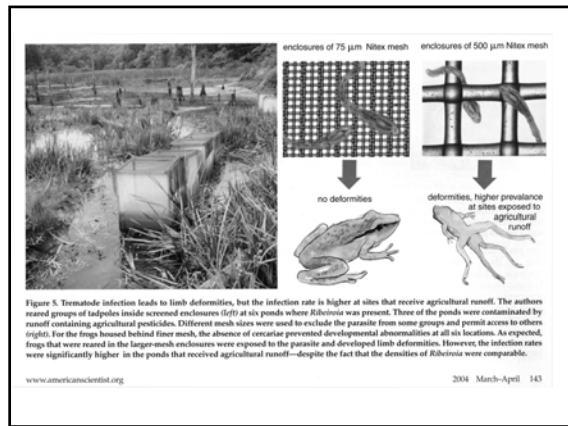 enclosures of 75 µm Nitex mesh
enclosures of 500 µm Nitex mesh
no deformities
deformities, higher prevalance
at sites exposed to
agricultural
runoff
Figure 5. Trematode infection leads to limb deformities, but the infection rate is higher at sites that receive agricultural runoff. The authors
reared groups of tadpoles inside screened enclosures (left) at six ponds where Ribeiroia was present. Three of the ponds were contaminated by
runoff containing agricultural pesticides. Different mesh sizes were used to exclude the parasite from some groups and permit access to others
(right). For the frogs housed behind finer mesh, the absence of cercariae prevented developmental abnormalities at all six locations. As expected,
frogs that were reared in the larger-mesh enclosures were exposed to the parasite and developed limb deformities. However, the infection rates
were significantly higher in the ponds that received agricultural runoff—despite the fact that the densities of Ribeiroia were comparable.
www.americanscientist.org
2004 March–April 143